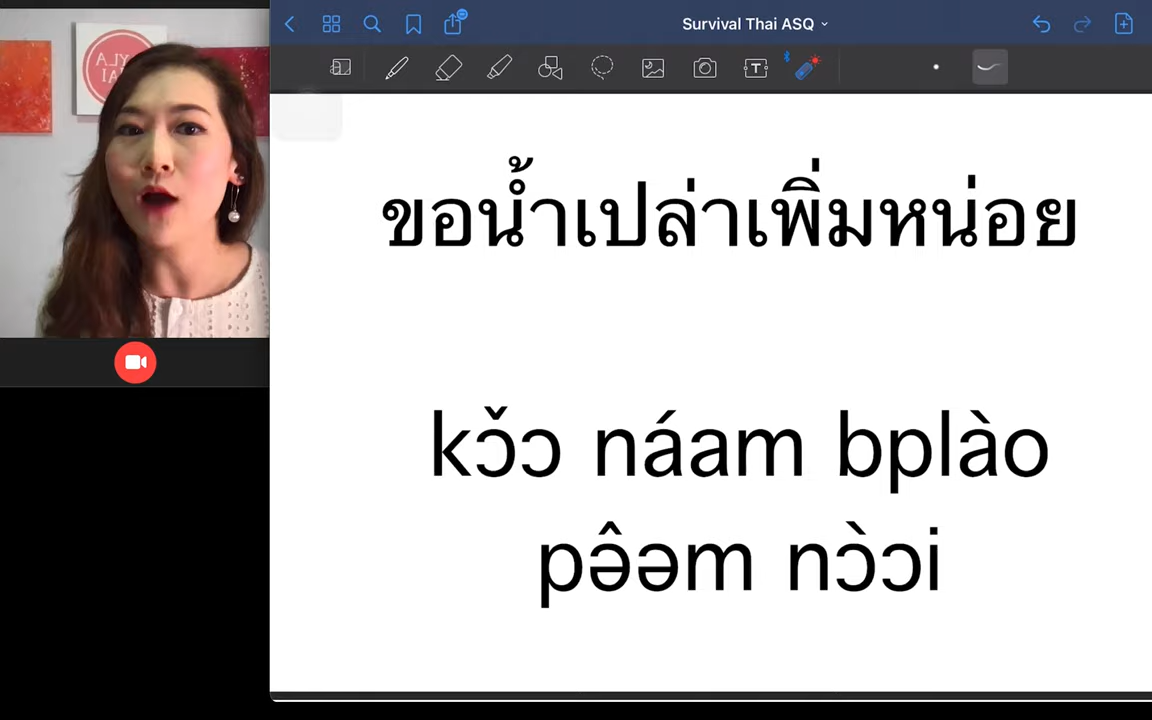 Survival Thai ASQ
T
ขอน้ำเปล่าเพิ่มหน่อย
kɔ̌ɔ náam bplào
pə̂əm nɔ̀ɔi